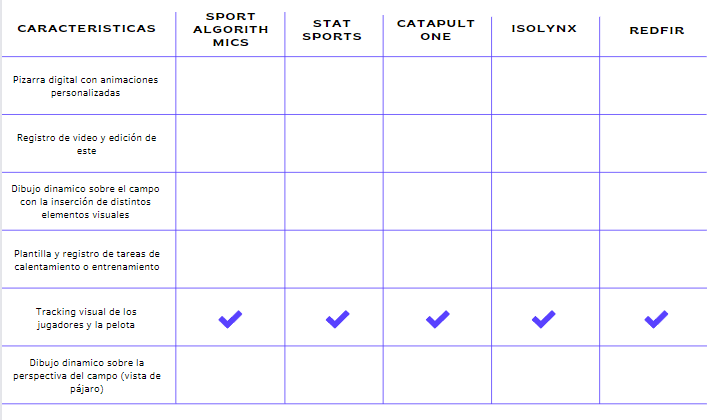 CARACTERISTICAS
SPORT
ALGORITH
MICS
STAT
SPORTS
CATAPULT
ONE
ISOLYNX
REDFIR
Pizarra digital con animaciones
personalizadas
Registro de video y edición de
este
Dibujo dinamico sobre el campo
con la inserción de distintos
elementos visuales
Plantilla y registro de tareas de
calentamiento o entrenamiento
Tracking visual de los
jugadores y la pelota
Dibujo dinamico sobre la
perspectiva del campo (vista de
pájaro)